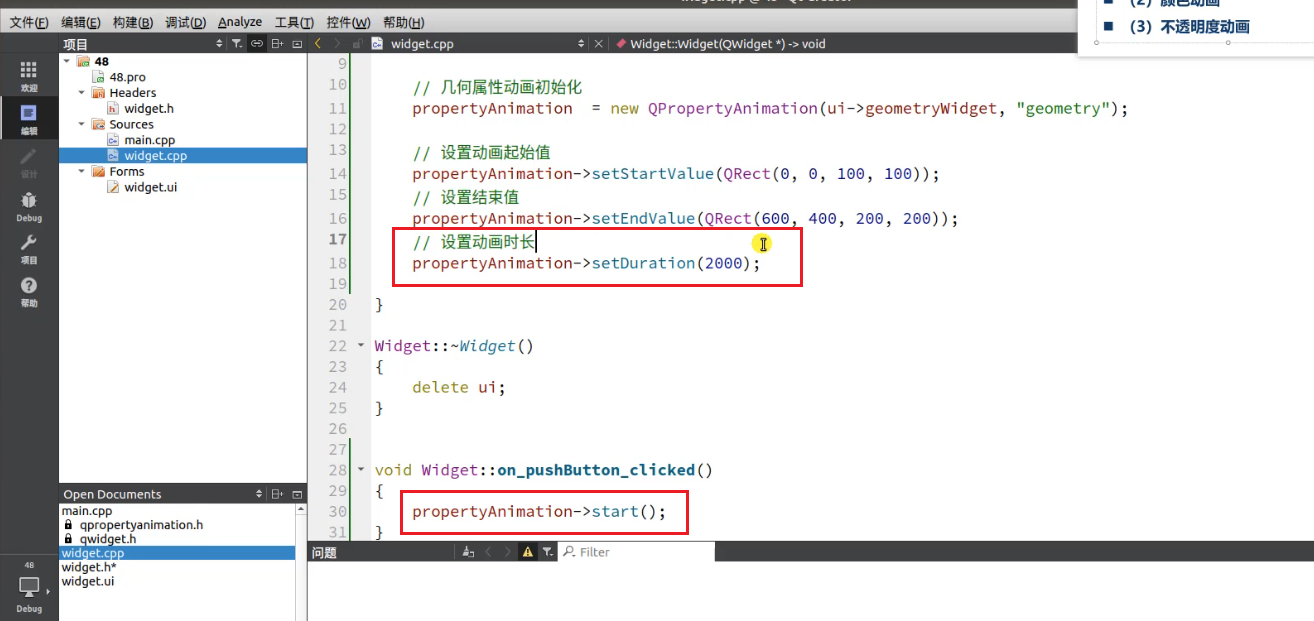 文件(F) 编辑(E) 构建(B) 调试(D) Analyze 工具(T) 控件(W) 帮助(H)
(2) 颜色动画
(3) 不透明度动画
项目
widget.cpp
Widget::Widget(QWidget *) -> void
欢迎
编辑
设计
Debug
项目
帮助
48
Debug
48
48.pro
Headers
widget.h
Sources
main.cpp
widget.cpp
Forms
widget.ui
Open Documents
main.cpp
qpropertyanimation.h
qwidget.h
widget.cpp
widget.h*
widget.ui
9
10 // 几何属性动画初始化
11 propertyAnimation = new QPropertyAnimation(ui->geometryWidget, "geometry");
12
13 // 设置动画起始值
14 propertyAnimation->setStartValue(QRect(0, 0, 100, 100));
15 // 设置结束值
16 propertyAnimation->setEndValue(QRect(600, 400, 200, 200));
17 // 设置动画时长
18 propertyAnimation->setDuration(2000);
19
20 }
21
22 Widget::~Widget()
23 {
24 delete ui;
25 }
26
27
28 void Widget::on_pushButton_clicked()
29 {
30 propertyAnimation->start();
31 }
问题
Filter